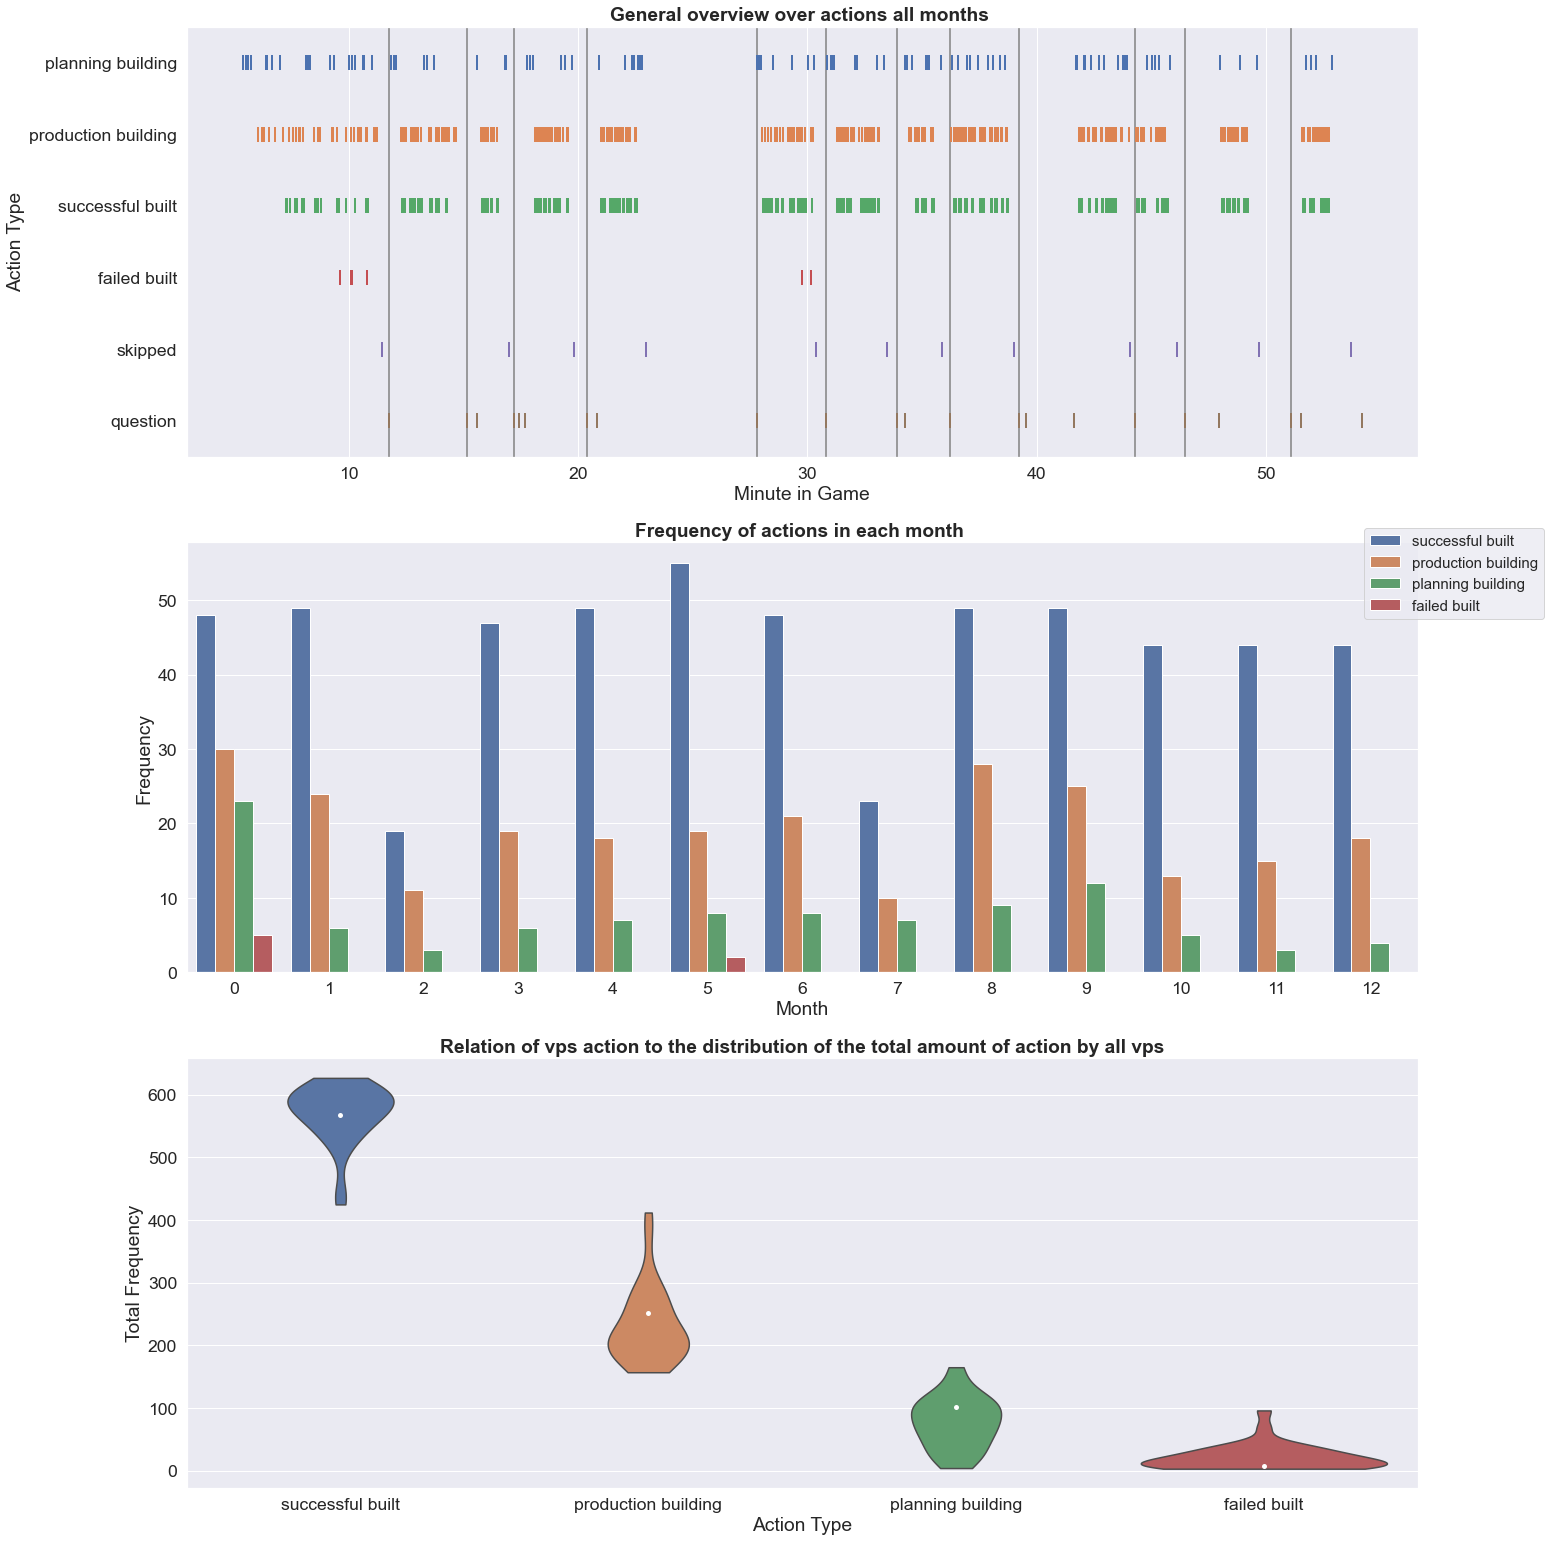 General overview over actions all months
planning building
production building
successful built
failed built
skipped
question
Action Type
10 20 30 40 50
Minute in Game
Frequency of actions in each month
successful built
production building
planning building
failed built
50
40
30
20
10
0
Frequency
0 1 2 3 4 5 6 7 8 9 10 11 12
Month
Relation of vps action to the distribution of the total amount of action by all vps
600
500
400
300
200
100
0
Total Frequency
successful built production building planning building failed built
Action Type